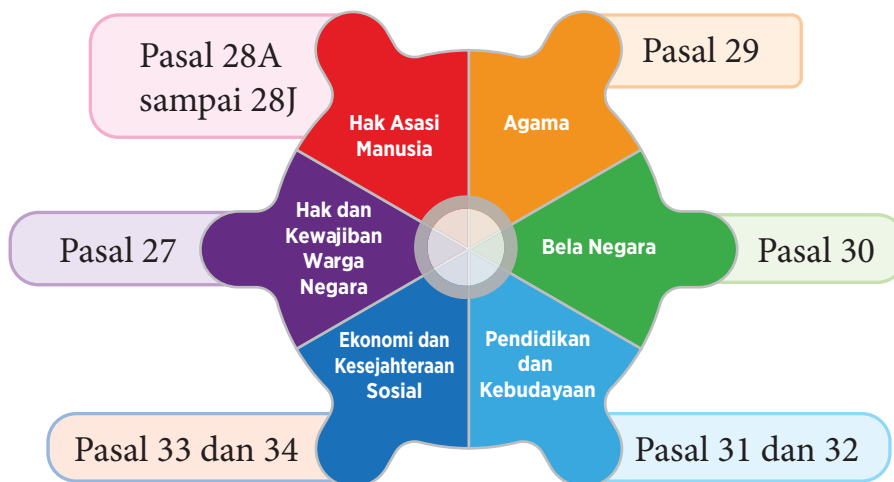 Pasal 28A
sampai 28J
Pasal 29
Hak Asasi
Manusia
Agama
Pasal 27
Hak dan
Kewajiban
Warga
Negara
Bela Negara
Pasal 30
Ekonomi dan
Kesejahteraan
Sosial
Pendidikan
dan
Kebudayaan
Pasal 33 dan 34
Pasal 31 dan 32